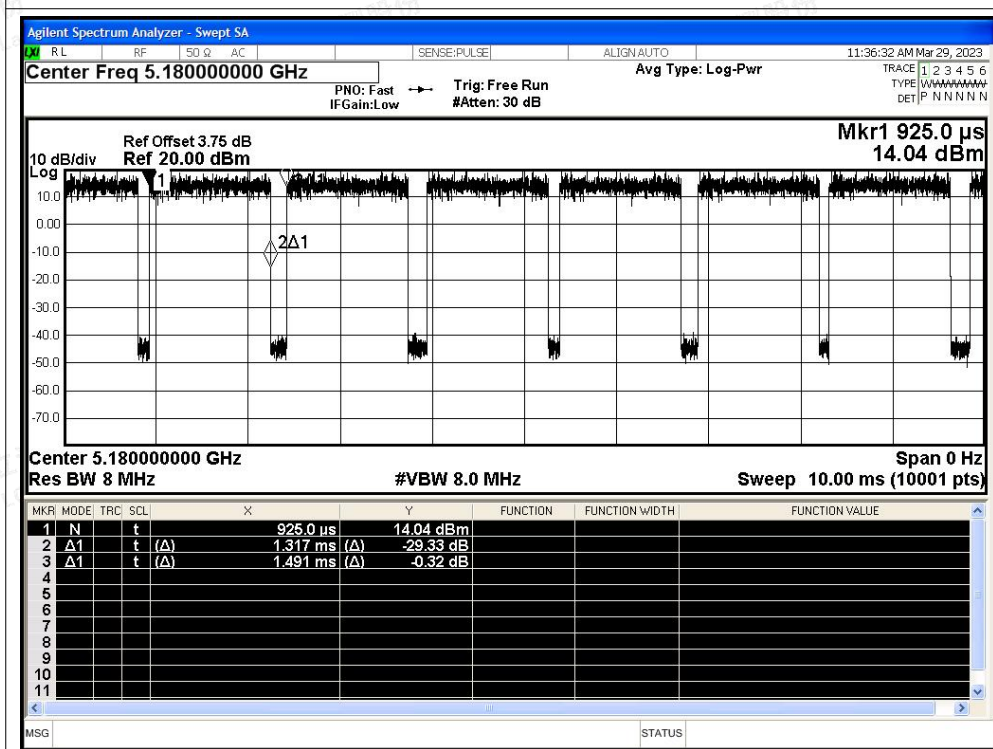 Agilent Spectrum Analyzer - Swept SA
LXI RL RF 50 Ω AC SENSE:PULSE ALIGN AUTO 11:36:32 AM Mar 29, 2023
Center Freq 5.180000000 GHz
PNO: Fast
IFGain:Low
Trig: Free Run
#Atten: 30 dB
Avg Type: Log-Pwr
TRACE 1 2 3 4 5 6
TYPE W
DET P N N N N N
Mkr1 925.0 µs
14.04 dBm
Ref Offset 3.75 dB
10 dB/div Ref 20.00 dBm
Log
1
2Δ1
10.0
0.00
-10.0
-20.0
-30.0
-40.0
-50.0
-60.0
-70.0
Center 5.180000000 GHz Span 0 Hz
Res BW 8 MHz #VBW 8.0 MHz Sweep 10.00 ms (10001 pts)
MKR MODE TRC SCL X Y FUNCTION FUNCTION WIDTH FUNCTION VALUE
1 N t 925.0 µs 14.04 dBm
2 Δ1 t (Δ) 1.317 ms (Δ) -29.33 dB
3 Δ1 t (Δ) 1.491 ms (Δ) -0.32 dB
4
5
6
7
8
9
10
11
MSG STATUS